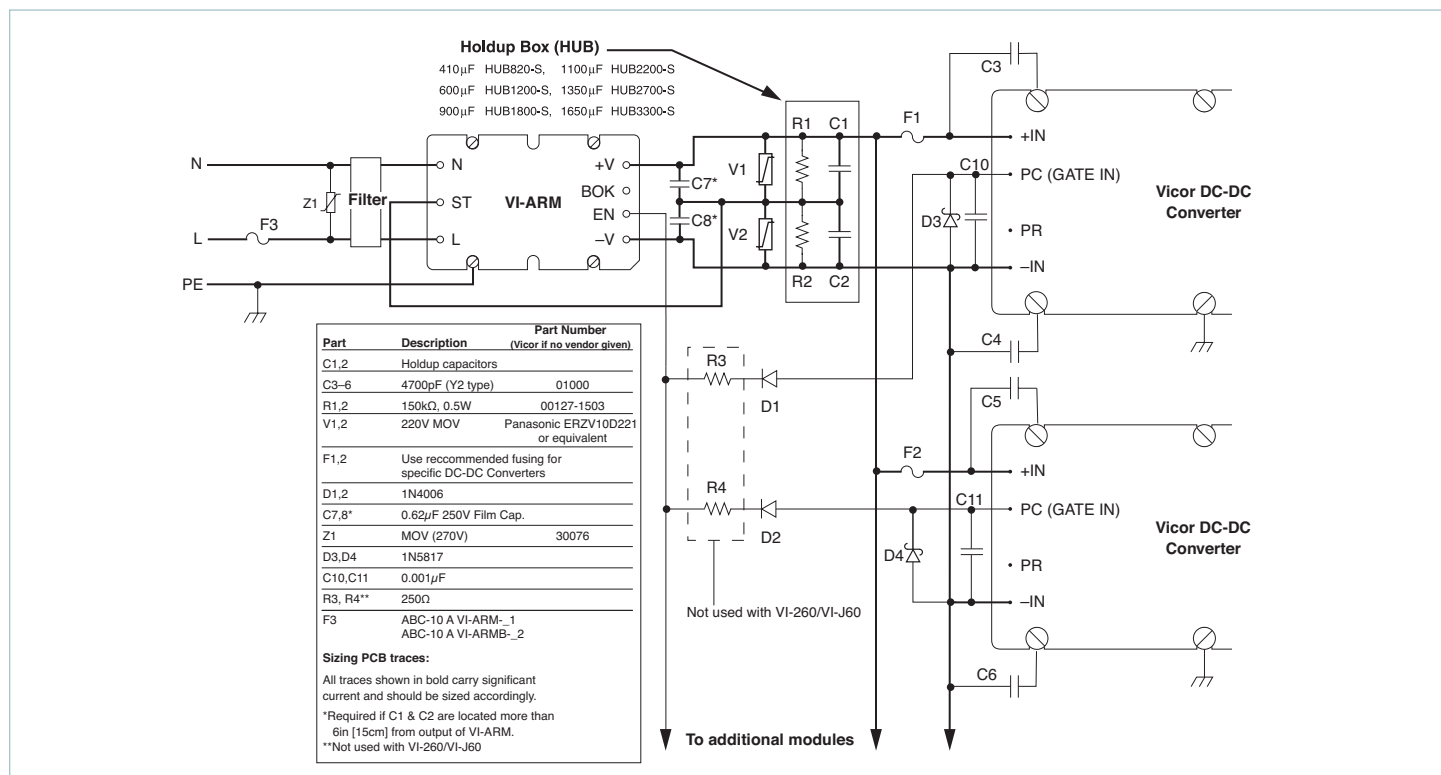 Holdup Box (HUB)
410µF HUB820-S, 1100µF HUB2200-S
600µF HUB1200-S, 1350µF HUB2700-S
900µF HUB1800-S, 1650µF HUB3300-S
N
L
PE
F3
Z1
Filter
N
ST
L
VI-ARM
+V
BOK
EN
–V
C7*
C8*
V1
V2
R1
C1
R2
C2
F1
C3
+IN
C10
PC (GATE IN)
D3
PR
–IN
C4
Vicor DC-DC
Converter
R3
D1
R4
D2
Not used with VI-260/VI-J60
F2
C5
+IN
C11
PC (GATE IN)
D4
PR
–IN
C6
Vicor DC-DC
Converter
To additional modules
Part Description Part Number
(Vicor if no vendor given)
C1,2 Holdup capacitors
C3–6 4700pF (Y2 type) 01000
R1,2 150kΩ, 0.5W 00127-1503
V1,2 220V MOV Panasonic ERZV10D221
or equivalent
F1,2 Use reccommended fusing for
specific DC-DC Converters
D1,2 1N4006
C7,8* 0.62µF 250V Film Cap.
Z1 MOV (270V) 30076
D3,D4 1N5817
C10,C11 0.001µF
R3, R4** 250Ω
F3 ABC-10 A VI-ARM-_1
ABC-10 A VI-ARMB-_2
Sizing PCB traces:
All traces shown in bold carry significant
current and should be sized accordingly.
*Required if C1 & C2 are located more than
6in [15cm] from output of VI-ARM.
**Not used with VI-260/VI-J60